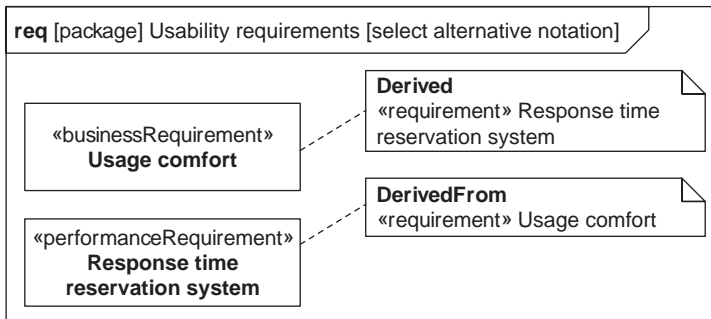 req [package] Usability requirements [select alternative notation]
«businessRequirement»
Usage comfort
Derived
«requirement» Response time
reservation system
«performanceRequirement»
Response time
reservation system
DerivedFrom
«requirement» Usage comfort